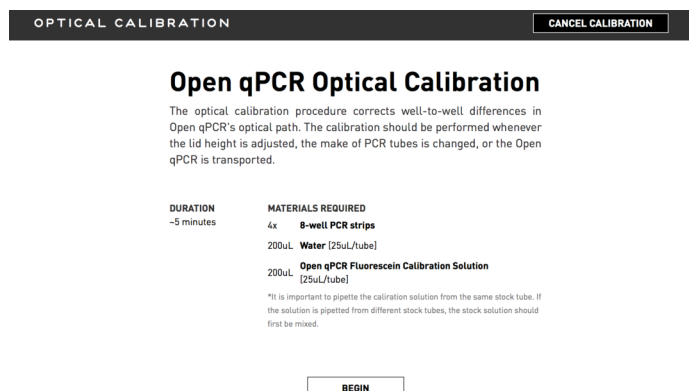 OPTICAL CALIBRATION
CANCEL CALIBRATION
Open qPCR Optical Calibration
The optical calibration procedure corrects well-to-well differences in
Open qPCR's optical path. The calibration should be performed whenever
the lid height is adjusted, the make of PCR tubes is changed, or the Open
qPCR is transported.
DURATION
~5 minutes
MATERIALS REQUIRED
4x 8-well PCR strips
200uL Water [25uL/tube]
200uL Open qPCR Fluorescein Calibration Solution
[25uL/tube]
*It is important to pipette the caliration solution from the same stock tube. If
the solution is pipetted from different stock tubes, the stock solution should
first be mixed.
BEGIN